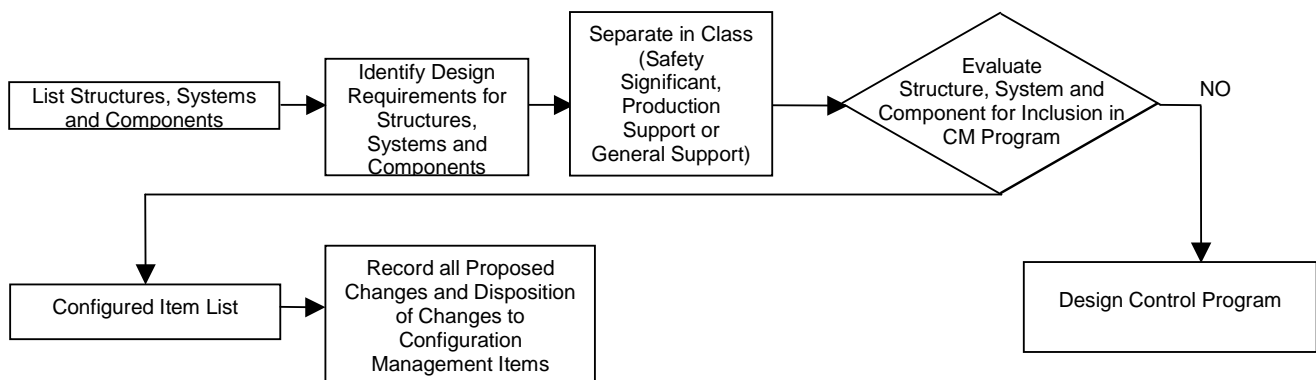 List Structures, Systems
and Components
Identify Design
Requirements for
Structures,
Systems and
Components
Separate in Class
(Safety
Significant,
Production
Support or
General Support)
Evaluate
Structure, System and
Component for Inclusion in
CM Program
NO
Configured Item List
Record all Proposed
Changes and Disposition
of Changes to
Configuration
Management Items
Design Control Program